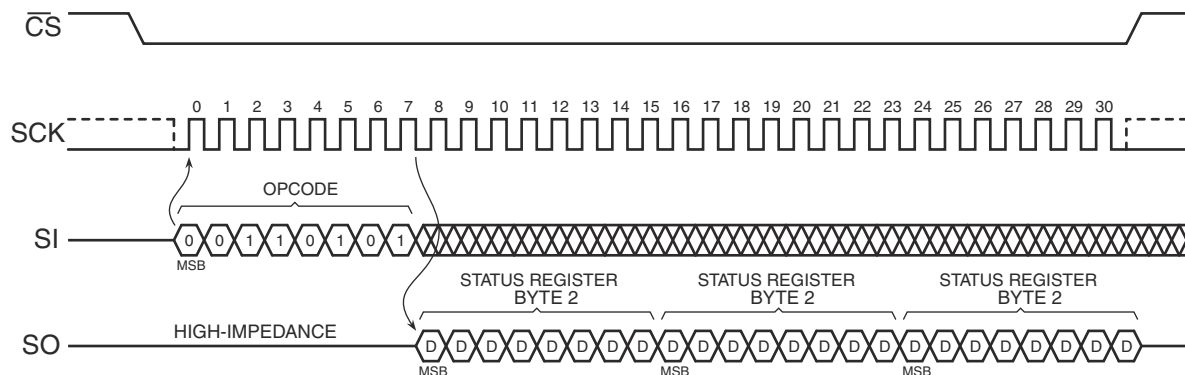 CS
0 1 2 3 4 5 6 7 8 9 10 11 12 13 14 15 16 17 18 19 20 21 22 23 24 25 26 27 28 29 30
SCK
OPCODE
SI 0 0 1 1 0 1 0 1
MSB
STATUS REGISTER STATUS REGISTER STATUS REGISTER
BYTE 2 BYTE 2 BYTE 2
HIGH-IMPEDANCE
SO D D D D D D D D D D D D D D D D D D D D D D D D
MSB MSB MSB